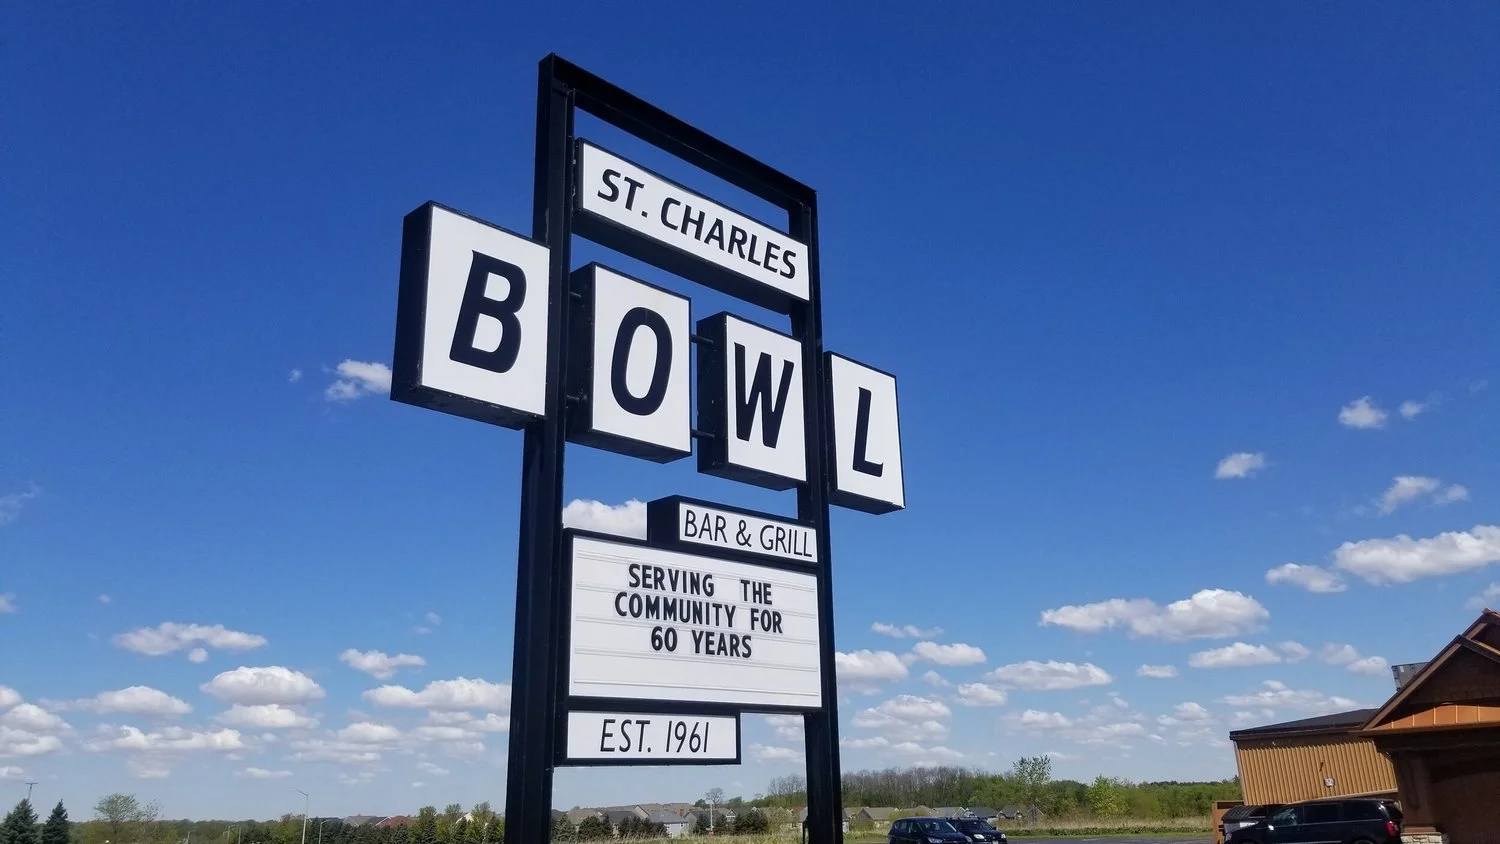 ST. CHARLES
BOWL
BAR & GRILL
SERVING THE
COMMUNITY FOR
60 YEARS
EST. 1961